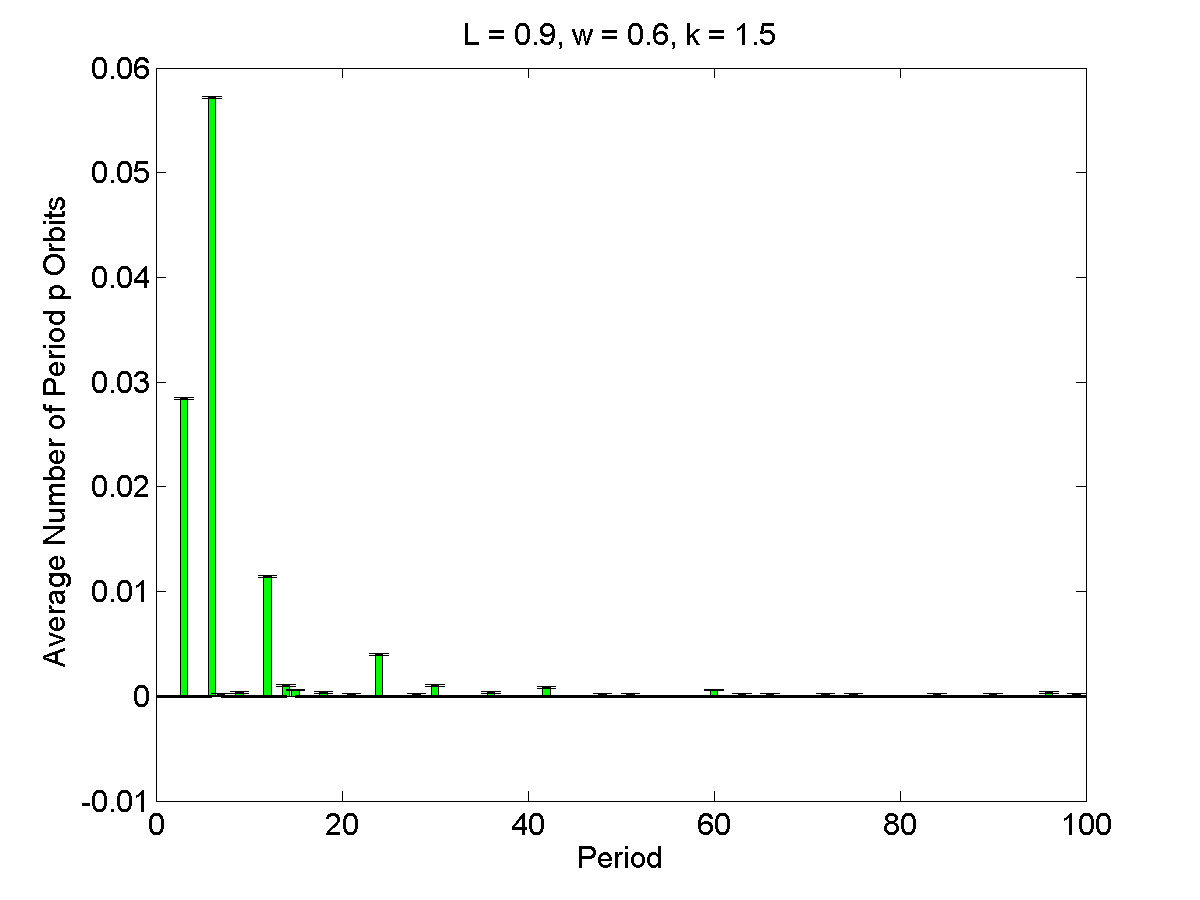 L = 0.9, w = 0.6, k = 1.5
0.06
0.05
0.04
0.03
0.02
0.01
0
-0.01
Average Number of Period p Orbits
0 20 40 60 80 100
Period